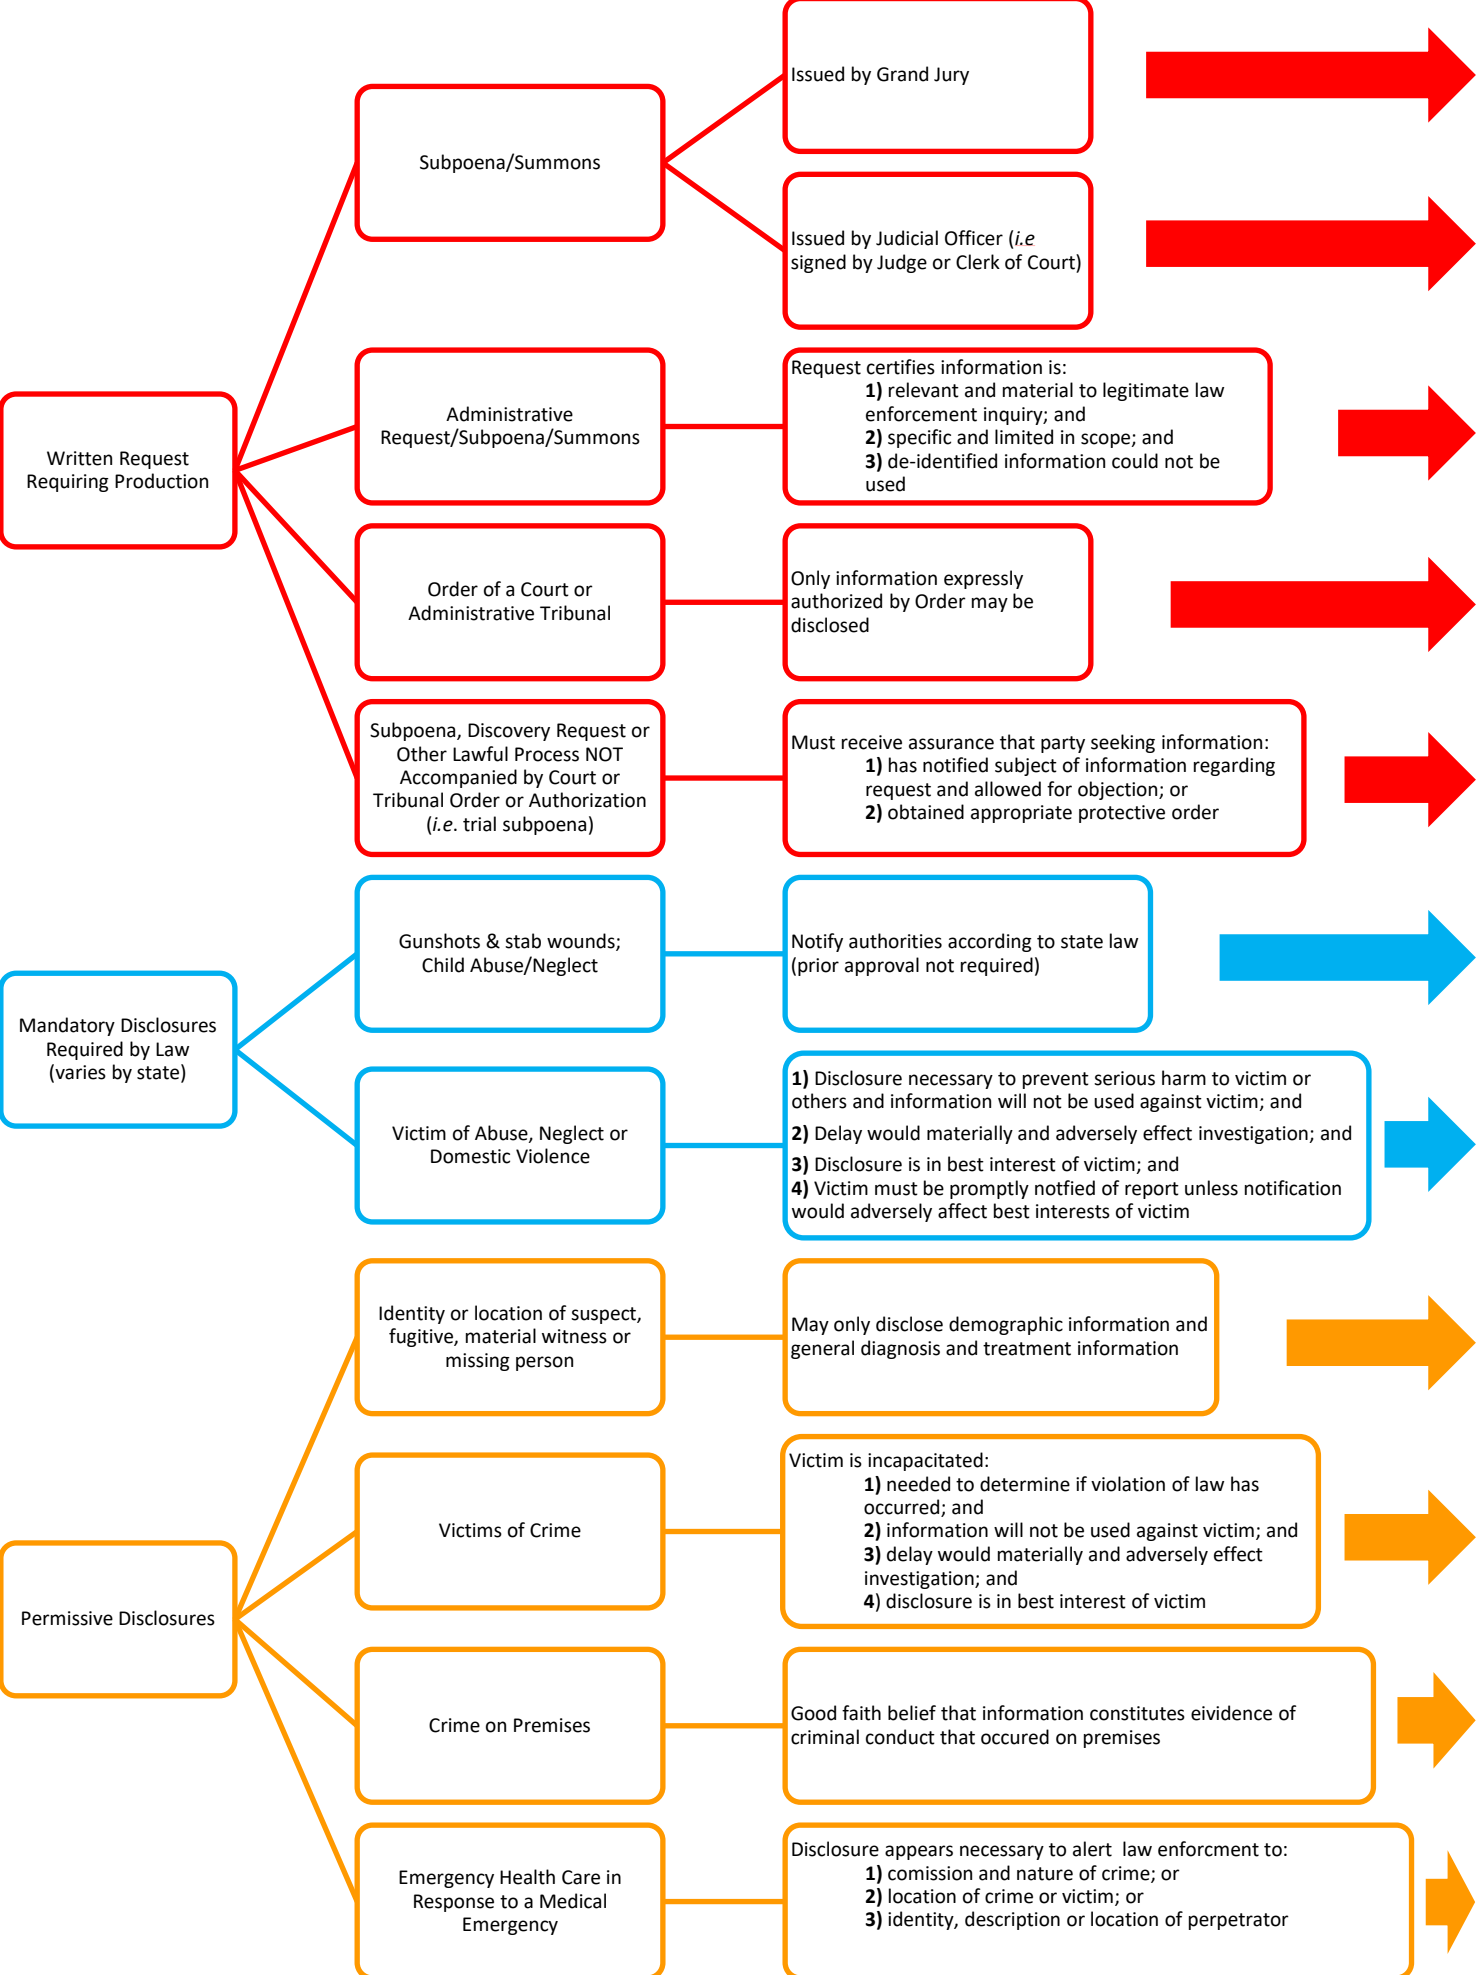 Issued by Grand Jury
Subpoena/Summons
Issued by Judicial Officer (i.e
signed by Judge or Clerk of Court)
Written Request
Requiring Production
Administrative
Request/Subpoena/Summons
Request certifies information is:
1) relevant and material to legitimate law
enforcement inquiry; and
2) specific and limited in scope; and
3) de-identified information could not be
used
Order of a Court or
Administrative Tribunal
Only information expressly
authorized by Order may be
disclosed
Subpoena, Discovery Request or
Other Lawful Process NOT
Accompanied by Court or
Tribunal Order or Authorization
(i.e. trial subpoena)
Must receive assurance that party seeking information:
1) has notified subject of information regarding
request and allowed for objection; or
2) obtained appropriate protective order
Mandatory Disclosures
Required by Law
(varies by state)
Gunshots & stab wounds;
Child Abuse/Neglect
Notify authorities according to state law
(prior approval not required)
Victim of Abuse, Neglect or
Domestic Violence
1) Disclosure necessary to prevent serious harm to victim or
others and information will not be used against victim; and
2) Delay would materially and adversely effect investigation; and
3) Disclosure is in best interest of victim; and
4) Victim must be promptly notfied of report unless notification
would adversely affect best interests of victim
Permissive Disclosures
Identity or location of suspect,
fugitive, material witness or
missing person
May only disclose demographic information and
general diagnosis and treatment information
Victims of Crime
Victim is incapacitated:
1) needed to determine if violation of law has
occurred; and
2) information will not be used against victim; and
3) delay would materially and adversely effect
investigation; and
4) disclosure is in best interest of victim
Crime on Premises
Good faith belief that information constitutes eividence of
criminal conduct that occured on premises
Emergency Health Care in
Response to a Medical
Emergency
Disclosure appears necessary to alert  law enforcment to:
1) comission and nature of crime; or
2) location of crime or victim; or
3) identity, description or location of perpetrator